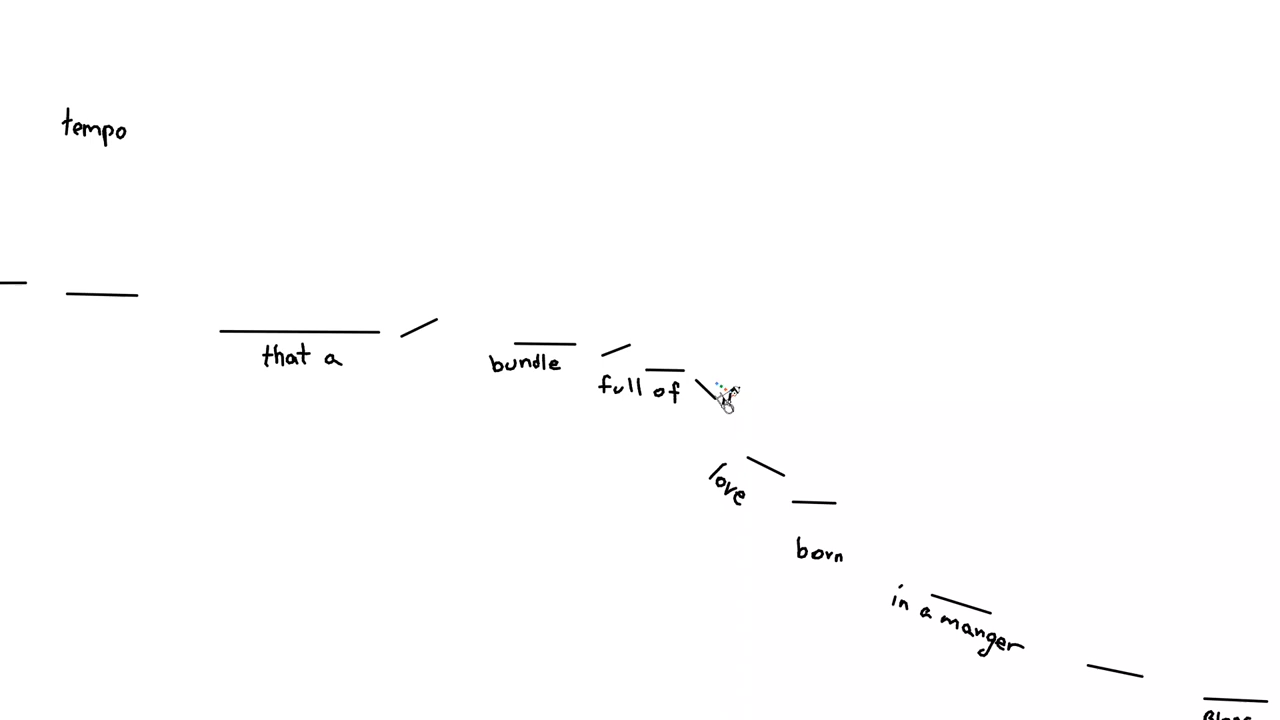 tempo
that a
bundle
full of
love
born
in a manger